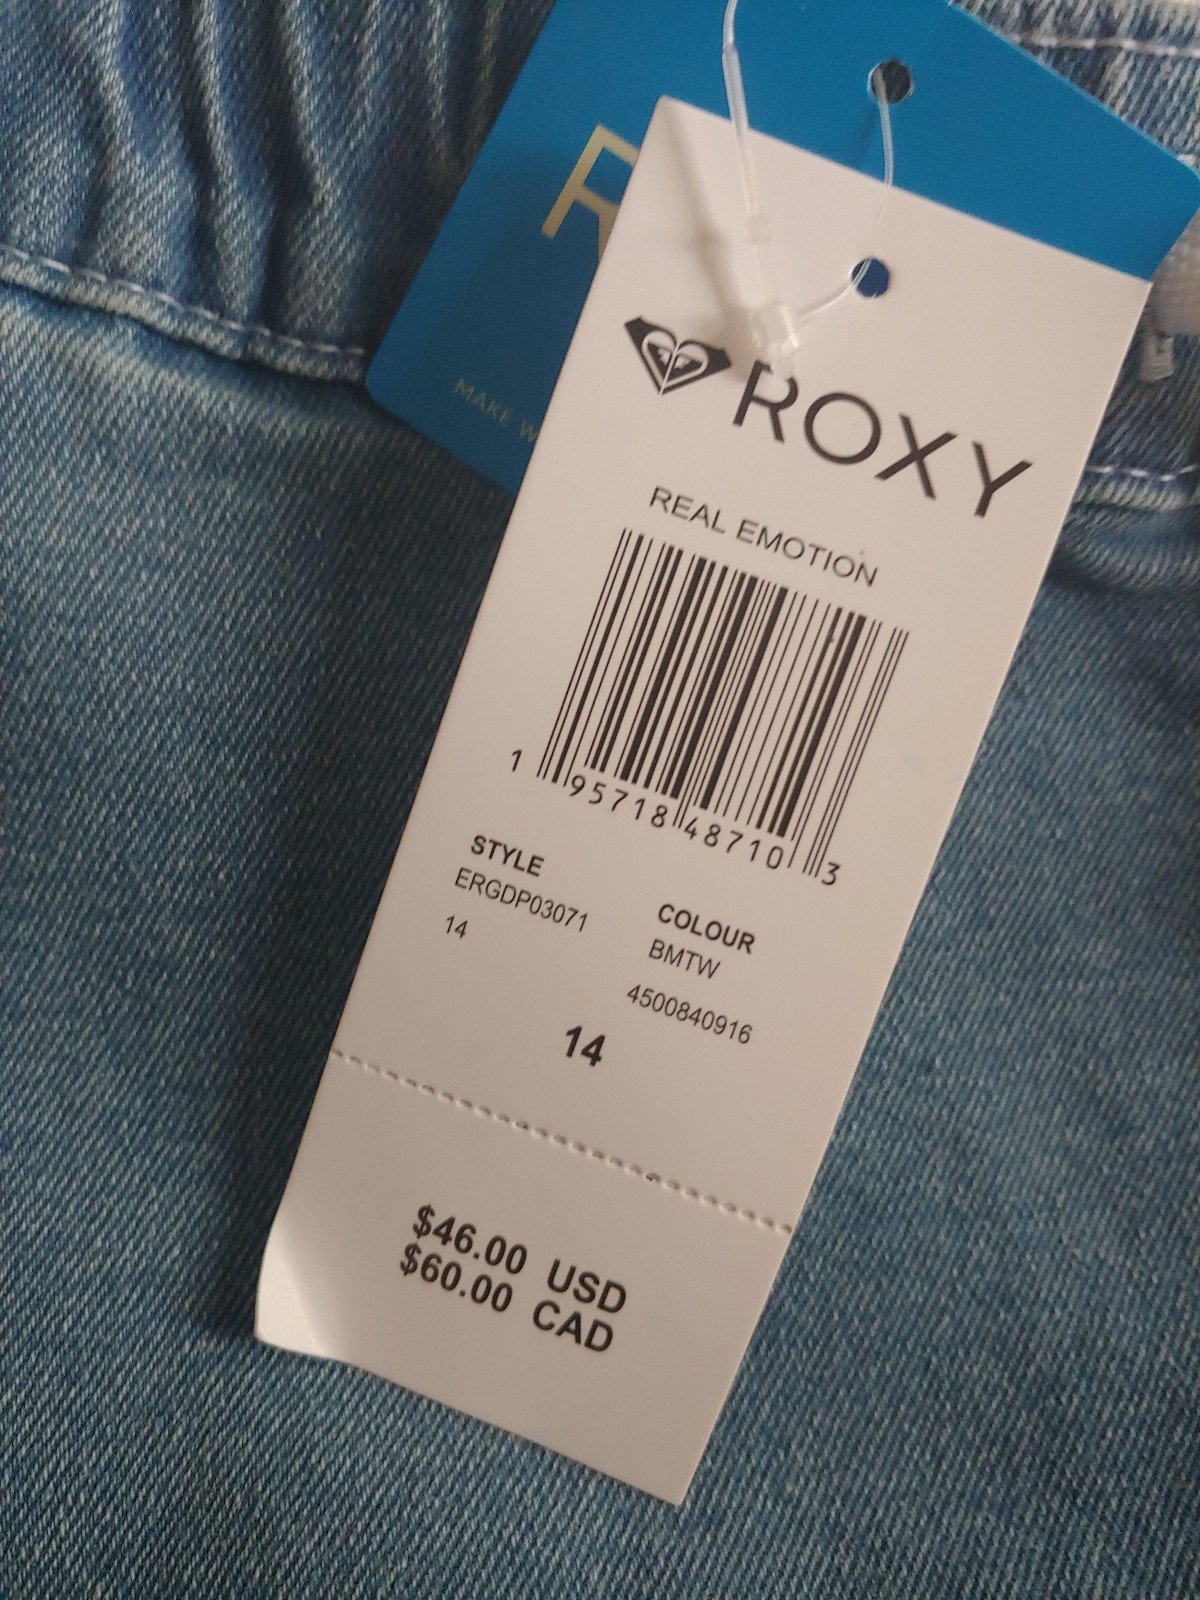 MAKE W
ROXY
REAL EMOTION
1 95718 48710 3
STYLE
ERGDP03071
14
COLOUR
BMTW
4500840916
14
$46.00 USD
$60.00 CAD